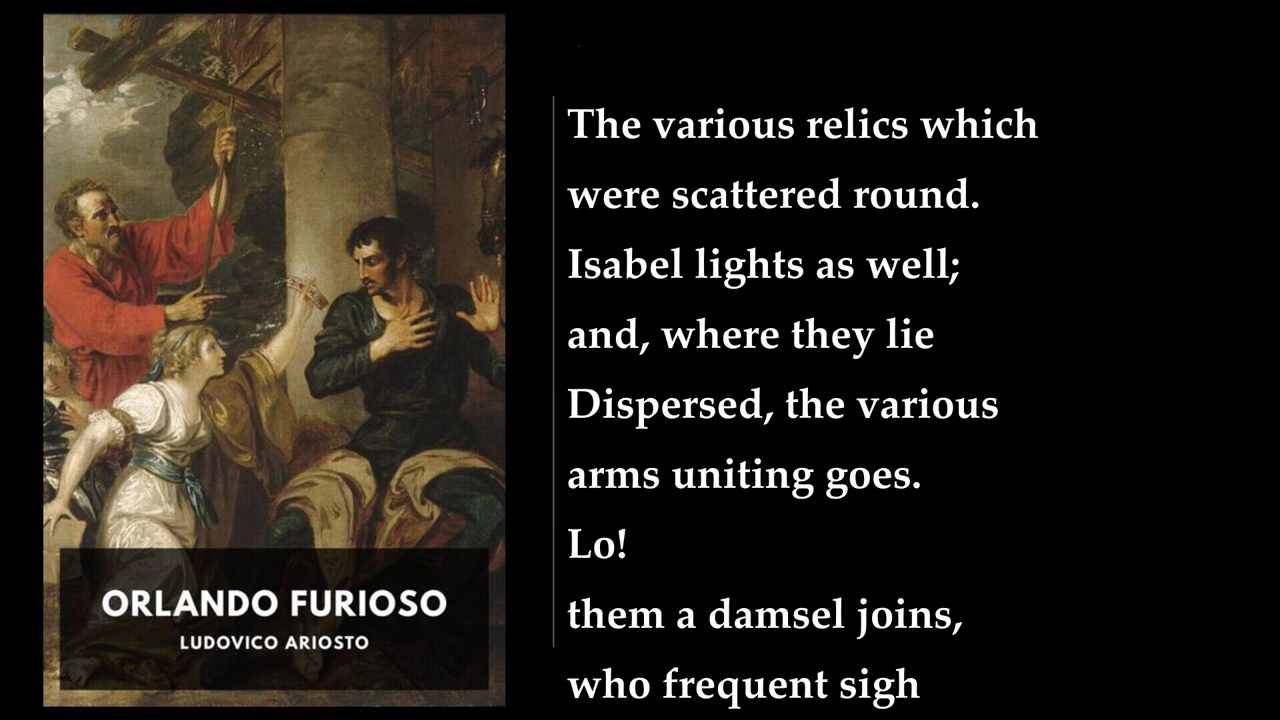 ORLANDO FURIOSO
LUDOVICO ARIOSTO
The various relics which
were scattered round.
Isabel lights as well;
and, where they lie
Dispersed, the various
arms uniting goes.
Lo!
them a damsel joins,
who frequent sigh